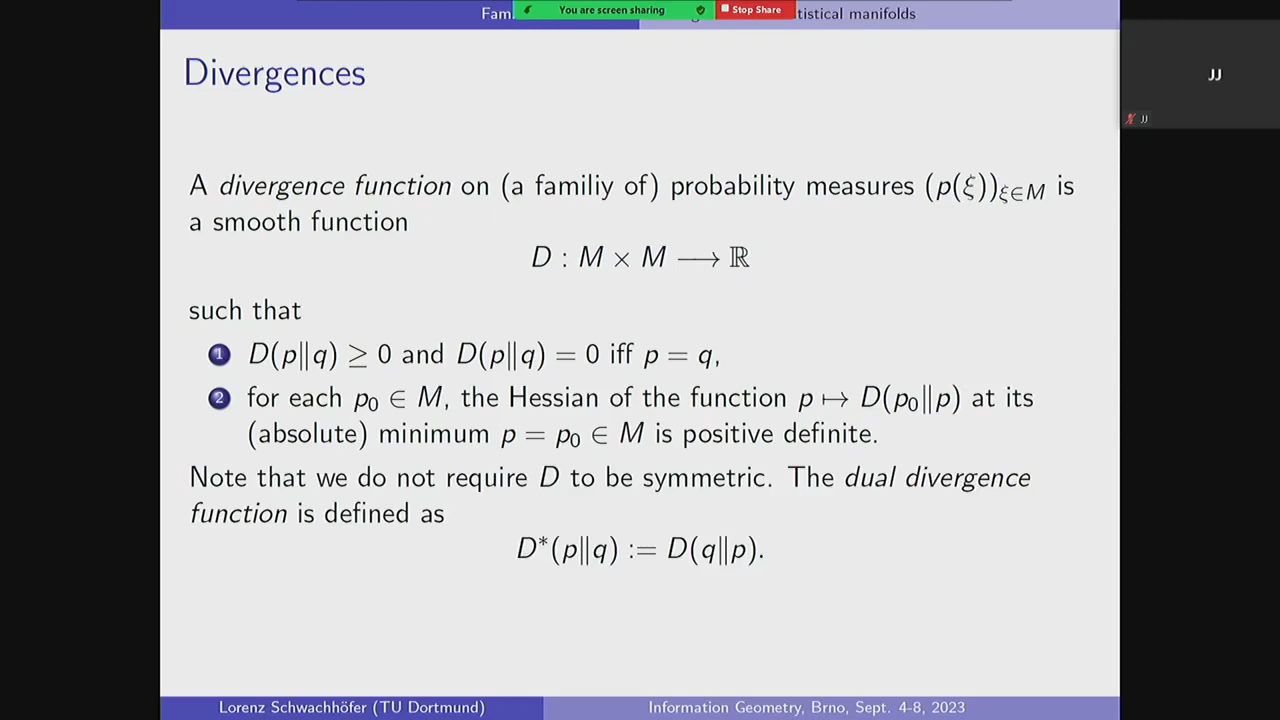 Fami
You are screen sharing
Stop Share
tistical manifolds
JJ
JJ
Divergences
A divergence function on (a familiy of) probability measures (p(ξ))_{ξ∈M} is
a smooth function
D : M × M ⟶ ℝ
such that
1 D(p‖q) ≥ 0 and D(p‖q) = 0 iff p = q,
2 for each p₀ ∈ M, the Hessian of the function p ↦ D(p₀‖p) at its
(absolute) minimum p = p₀ ∈ M is positive definite.
Note that we do not require D to be symmetric. The dual divergence
function is defined as
D*(p‖q) := D(q‖p).
Lorenz Schwachhöfer (TU Dortmund)
Information Geometry, Brno, Sept. 4-8, 2023